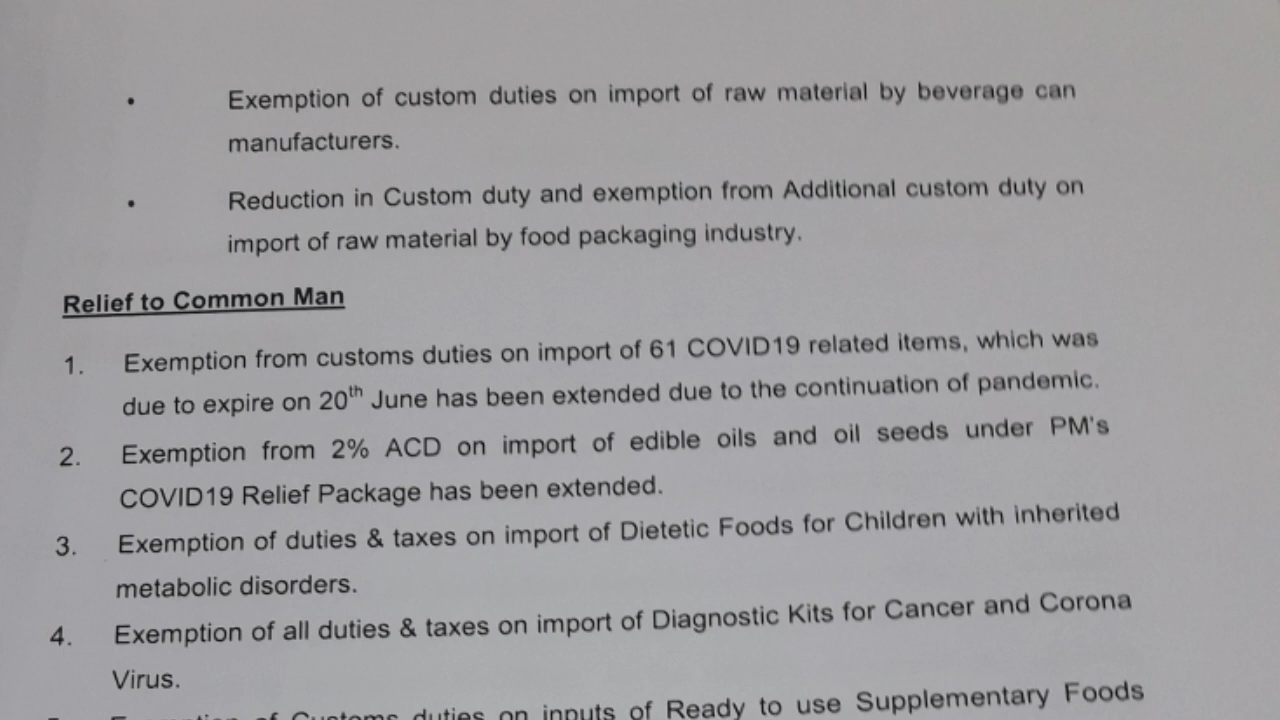 • Exemption of custom duties on import of raw material by beverage can
manufacturers.
• Reduction in Custom duty and exemption from Additional custom duty on
import of raw material by food packaging industry.
Relief to Common Man
1. Exemption from customs duties on import of 61 COVID19 related items, which was
due to expire on 20th June has been extended due to the continuation of pandemic.
2. Exemption from 2% ACD on import of edible oils and oil seeds under PM's
COVID19 Relief Package has been extended.
3. Exemption of duties & taxes on import of Dietetic Foods for Children with inherited
metabolic disorders.
4. Exemption of all duties & taxes on import of Diagnostic Kits for Cancer and Corona
Virus.
of Customs duties on inputs of Ready to use Supplementary Foods